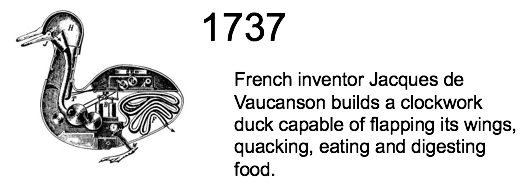 1737
French inventor Jacques de
Vaucanson builds a clockwork
duck capable of flapping its wings,
quacking, eating and digesting
food.